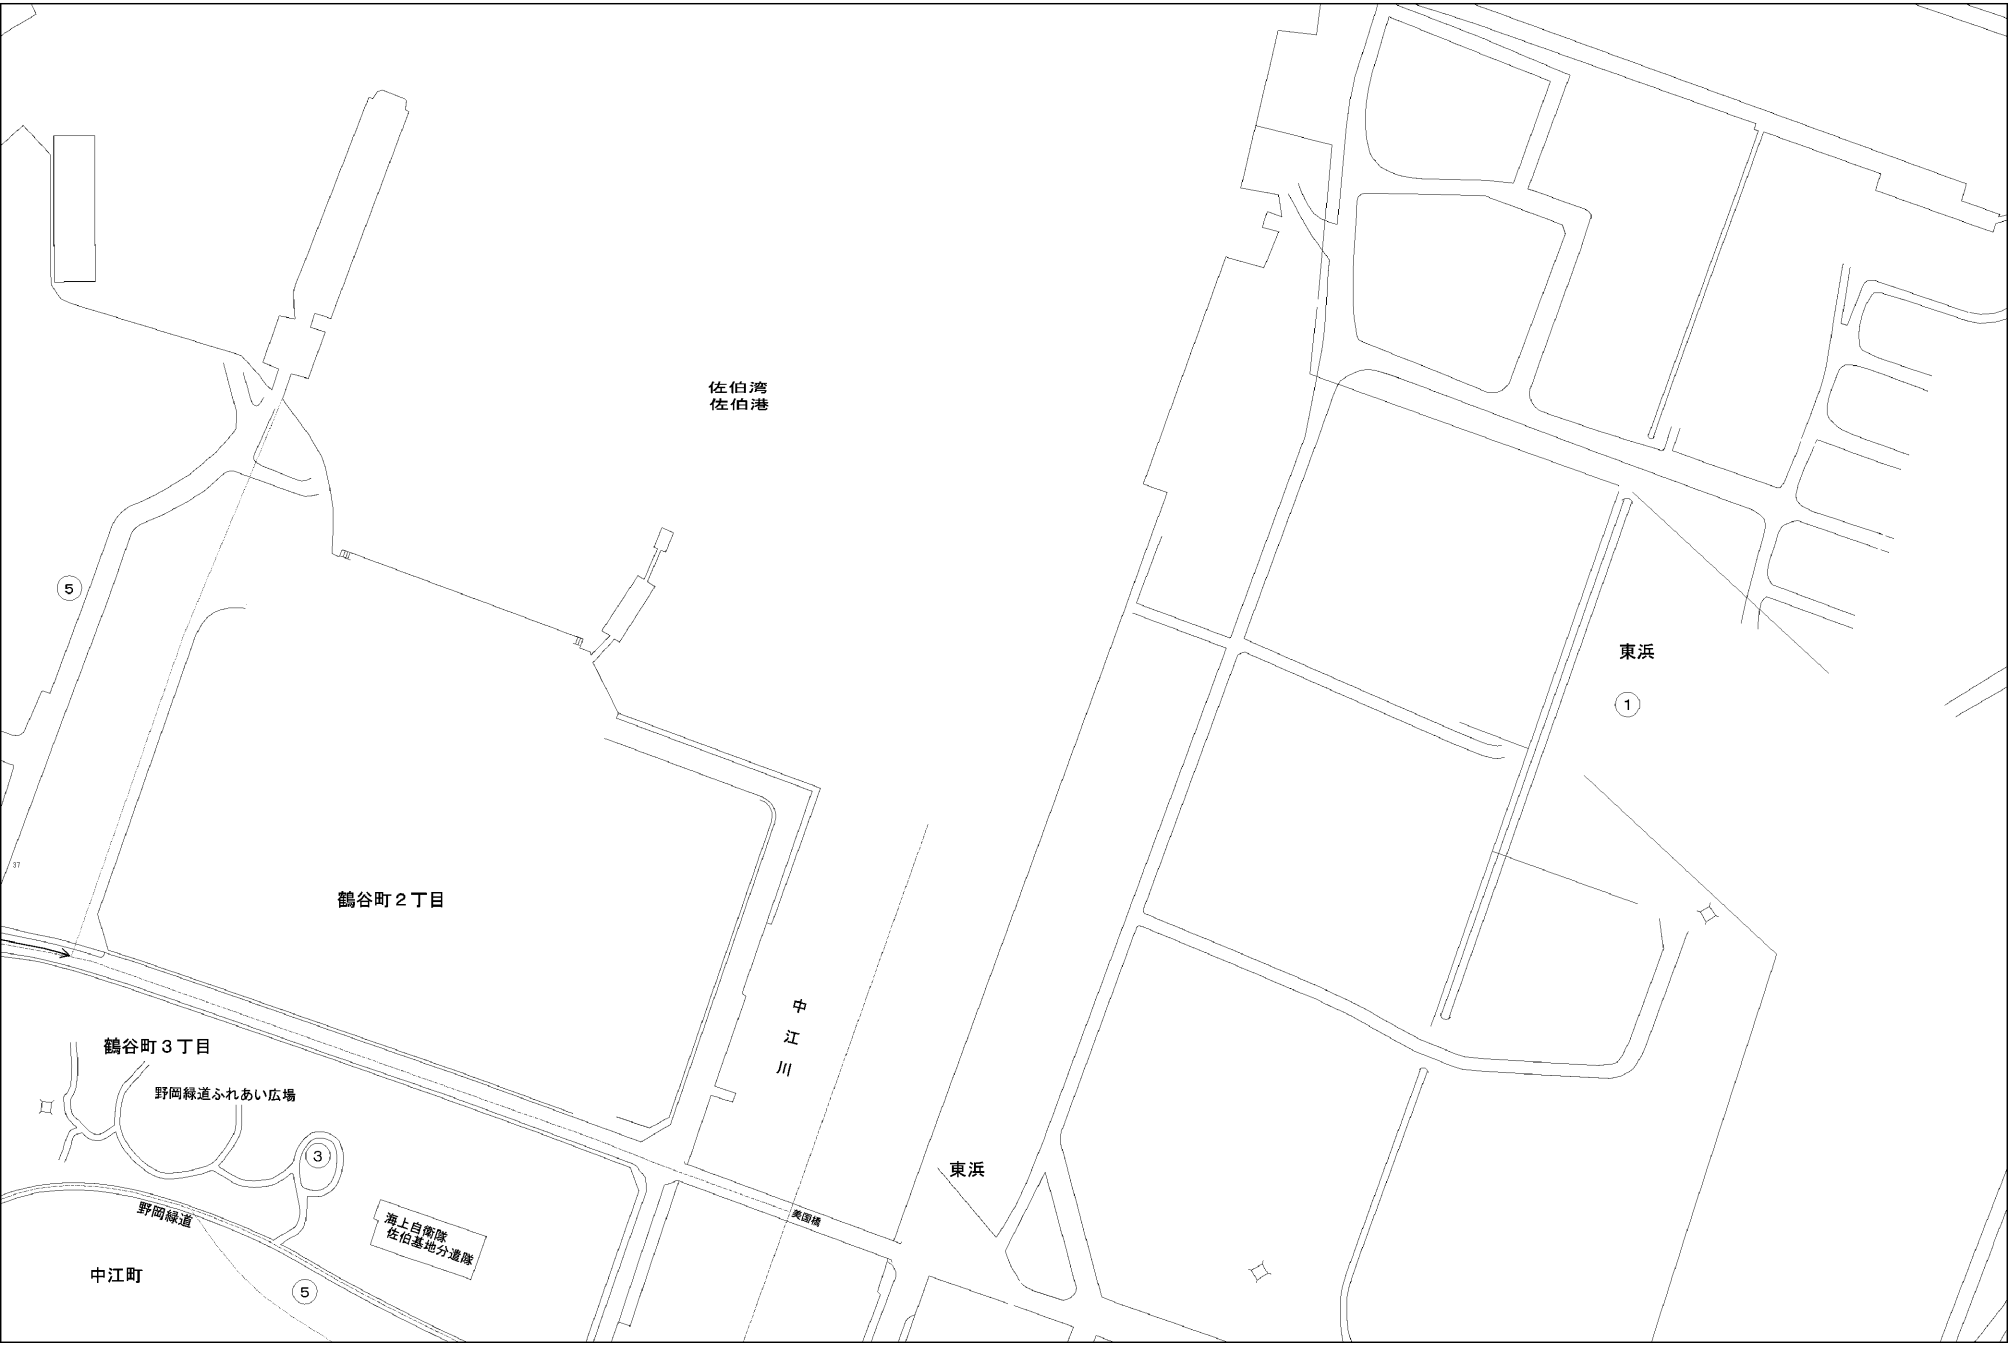 佐伯湾
佐伯港
5
東浜
1
37
鶴谷町2丁目
中江川
鶴谷町3丁目
野岡緑道ふれあい広場
3
東浜
野岡緑道
美国橋
海上自衛隊
佐伯基地分遣隊
中江町
5